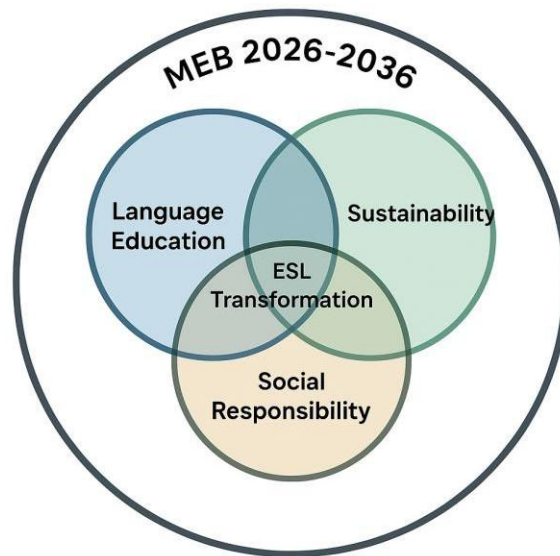 MEB 2026-2036
Language
Education
Sustainability
ESL
Transformation
Social
Responsibility